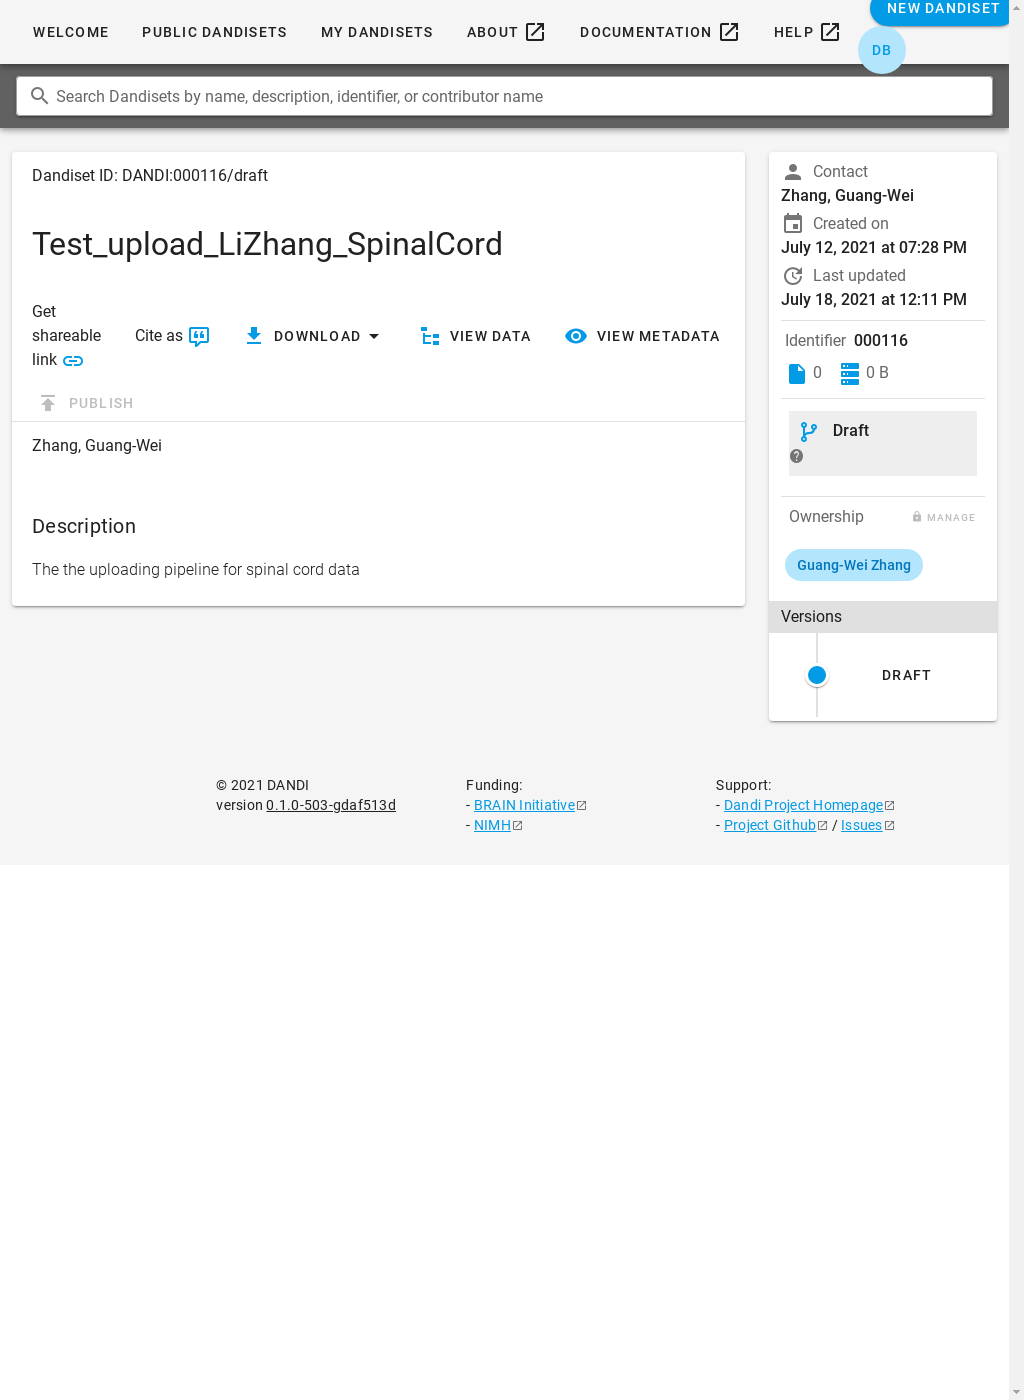 WELCOME
PUBLIC DANDISETS
MY DANDISETS
ABOUT
DOCUMENTATION
HELP
NEW DANDISET
DB
Search Dandisets by name, description, identifier, or contributor name
Dandiset ID: DANDI:000116/draft
Test_upload_LiZhang_SpinalCord
Get
shareable
link
Cite as
DOWNLOAD
VIEW DATA
VIEW METADATA
PUBLISH
Zhang, Guang-Wei
Description
The the uploading pipeline for spinal cord data
Contact
Zhang, Guang-Wei
Created on
July 12, 2021 at 07:28 PM
Last updated
July 18, 2021 at 12:11 PM
Identifier 000116
0
0 B
Draft
Ownership
MANAGE
Guang-Wei Zhang
Versions
DRAFT
© 2021 DANDI
version 0.1.0-503-gdaf513d
Funding:
- BRAIN Initiative
- NIMH
Support:
- Dandi Project Homepage
- Project Github / Issues